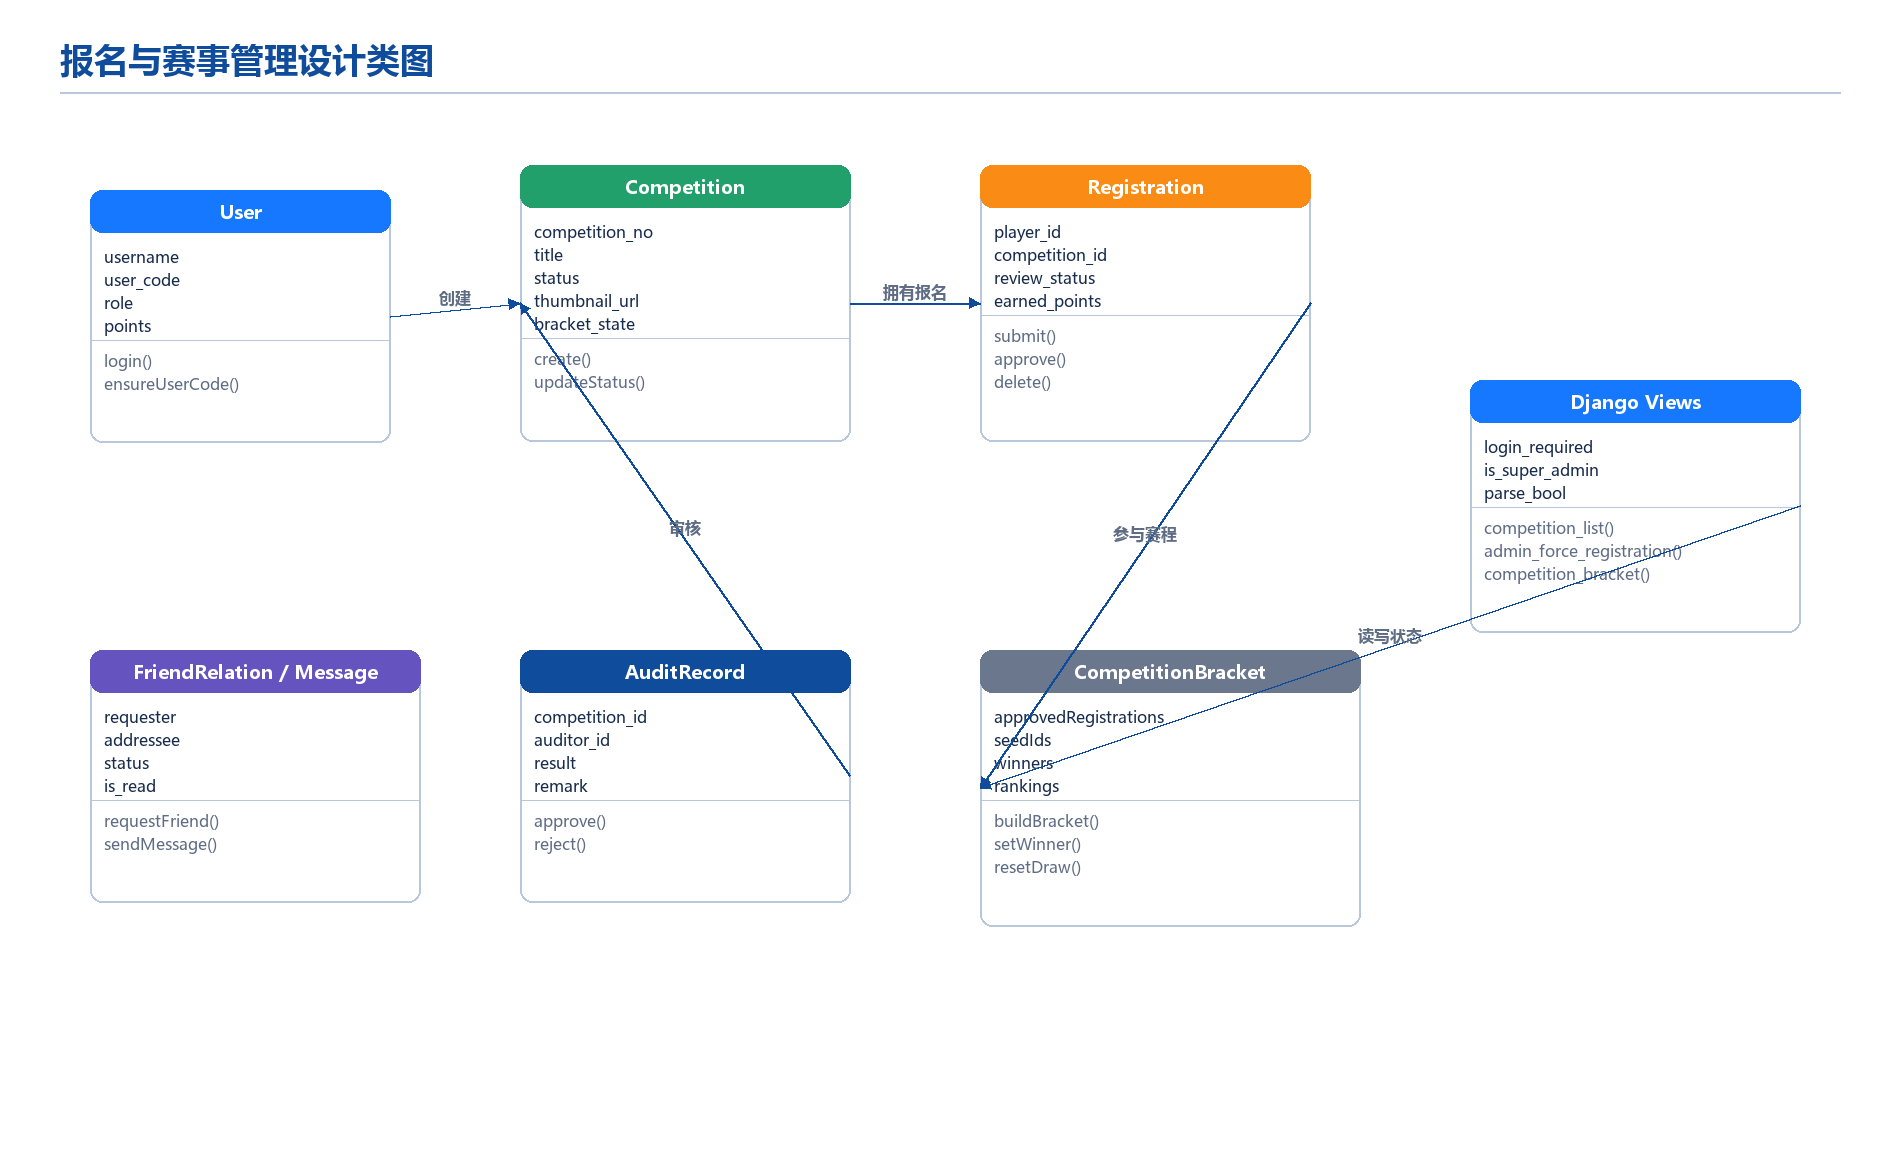 报名与赛事管理设计类图
User
username
user_code
role
points
login()
ensureUserCode()
创建
Competition
competition_no
title
status
thumbnail_url
bracket_state
create()
updateStatus()
拥有报名
Registration
player_id
competition_id
review_status
earned_points
submit()
approve()
delete()
Django Views
login_required
is_super_admin
parse_bool
competition_list()
admin_force_registration()
competition_bracket()
审核
参与赛程
读写状态
FriendRelation / Message
requester
addressee
status
is_read
requestFriend()
sendMessage()
AuditRecord
competition_id
auditor_id
result
remark
approve()
reject()
CompetitionBracket
approvedRegistrations
seedIds
winners
rankings
buildBracket()
setWinner()
resetDraw()